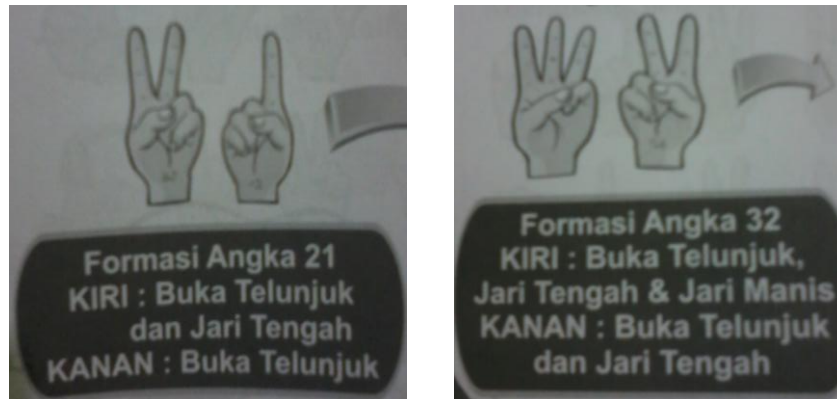 Formasi Angka 21
KIRI : Buka Telunjuk
dan Jari Tengah
KANAN : Buka Telunjuk
Formasi Angka 32
KIRI : Buka Telunjuk,
Jari Tengah & Jari Manis
KANAN : Buka Telunjuk
dan Jari Tengah